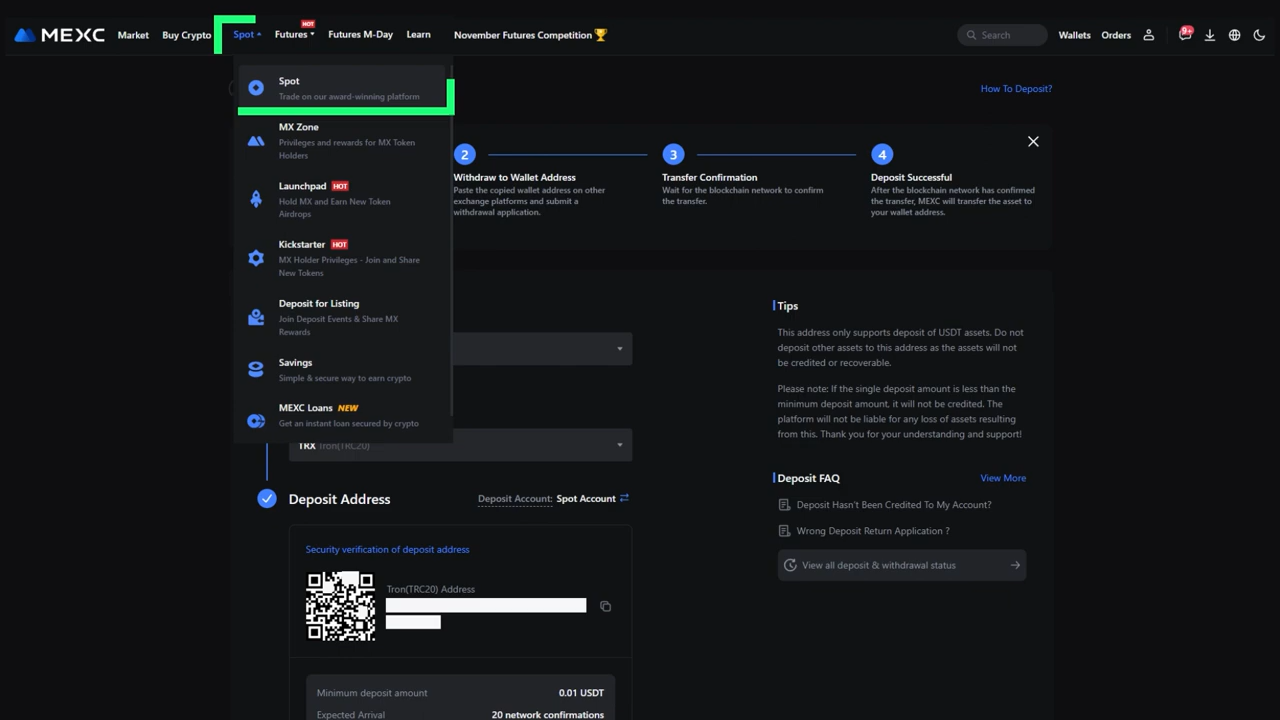 MEXC Market Buy Crypto Spot Futures HOT Futures M-Day Learn November Futures Competition Search Wallets Orders 9+
Spot
Trade on our award-winning platform
How To Deposit?
MX Zone
Privileges and rewards for MX Token
Holders
Launchpad HOT
Hold MX and Earn New Token
Airdrops
Kickstarter HOT
MX Holder Privileges - Join and Share
New Tokens
Deposit for Listing
Join Deposit Events & Share MX
Rewards
Savings
Simple & secure way to earn crypto
MEXC Loans NEW
Get an instant loan secured by crypto
2
Withdraw to Wallet Address
Paste the copied wallet address on other
exchange platforms and submit a
withdrawal application.
3
Transfer Confirmation
Wait for the blockchain network to confirm
the transfer.
4
Deposit Successful
After the blockchain network has confirmed
the transfer, MEXC will transfer the asset to
your wallet address.
TRX Tron(TRC20)
Deposit Address
Deposit Account: Spot Account
Security verification of deposit address
Tron(TRC20) Address
Minimum deposit amount 0.01 USDT
Expected Arrival 20 network confirmations
Tips
This address only supports deposit of USDT assets. Do not
deposit other assets to this address as the assets will not
be credited or recoverable.
Please note: If the single deposit amount is less than the
minimum deposit amount, it will not be credited. The
platform will not be liable for any loss of assets resulting
from this. Thank you for your understanding and support!
Deposit FAQ View More
Deposit Hasn't Been Credited To My Account?
Wrong Deposit Return Application ?
View all deposit & withdrawal status